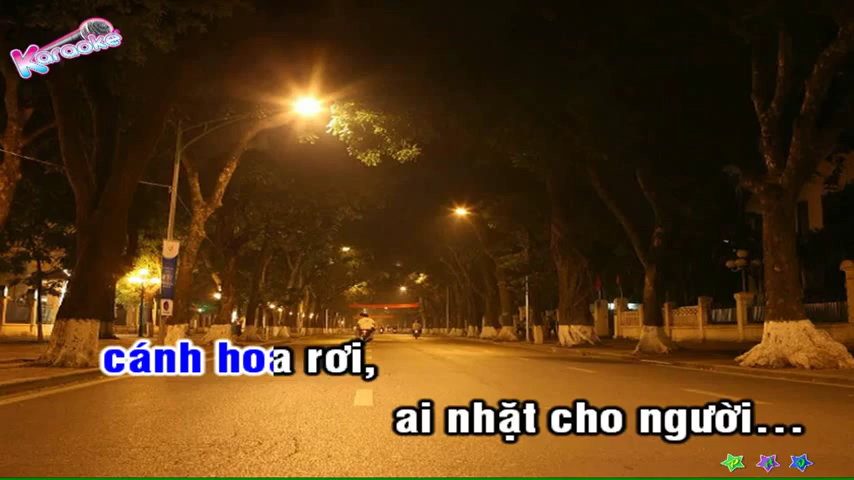 Karaoke
cánh hoa rơi,
ai nhặt cho người...